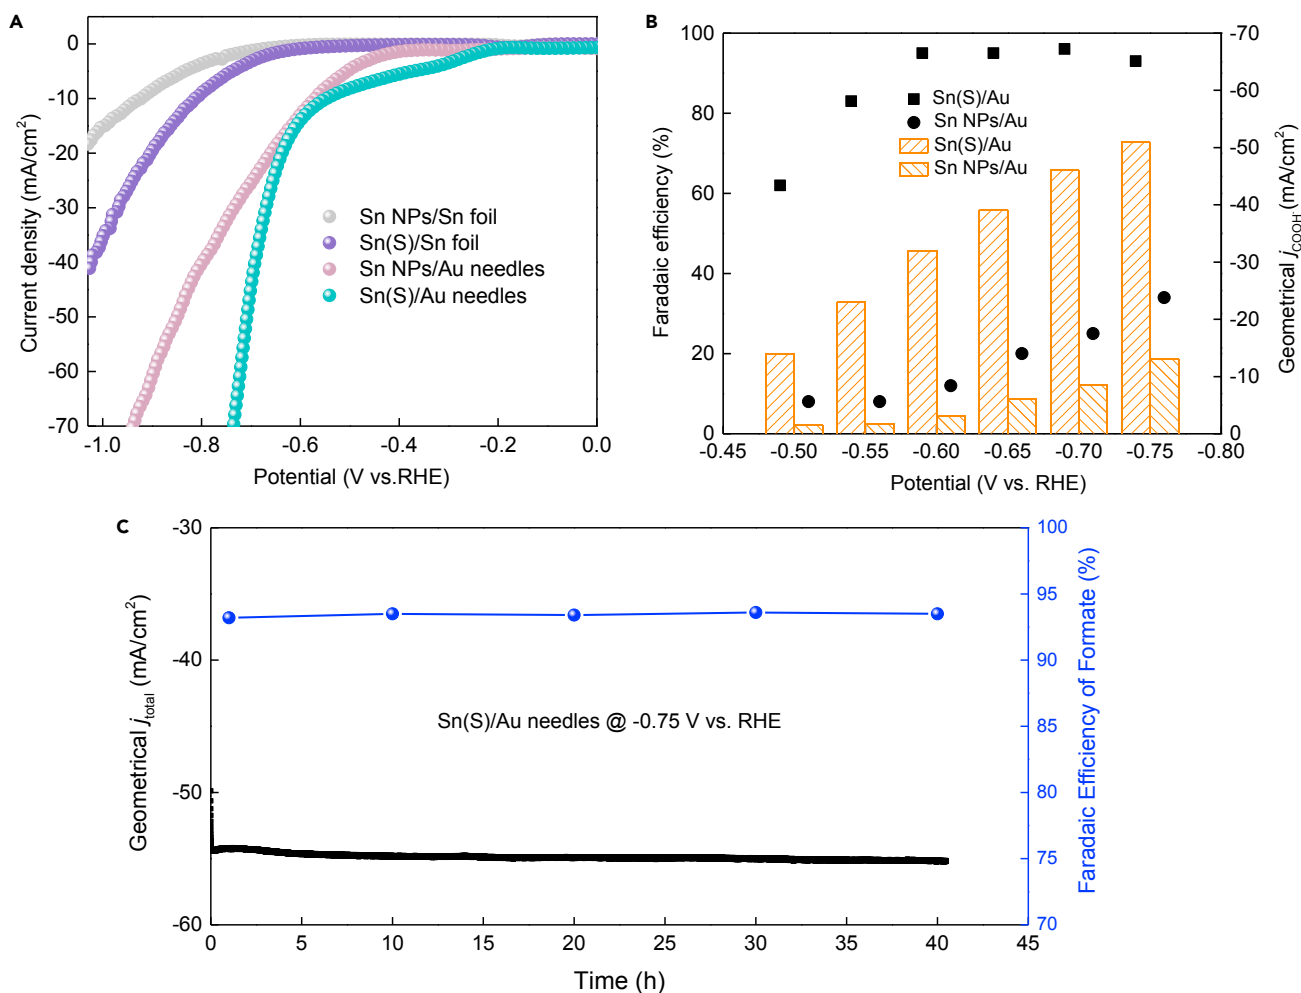 A
0
-10
-20
-30
-40
-50
-60
-70
Current density (mA/cm²)
Sn NPs/Sn foil
Sn(S)/Sn foil
Sn NPs/Au needles
Sn(S)/Au needles
-1.0
-0.8
-0.6
-0.4
-0.2
0.0
Potential (V vs.RHE)
B
100
80
60
40
20
0
Faradaic efficiency (%)
Sn(S)/Au
Sn NPs/Au
Sn(S)/Au
Sn NPs/Au
-70
-60
-50
-40
-30
-20
-10
0
Geometrical jCOOH- (mA/cm²)
-0.45
-0.50
-0.55
-0.60
-0.65
-0.70
-0.75
-0.80
Potential (V vs. RHE)
C
-30
-40
-50
-60
Geometrical jtotal (mA/cm²)
Sn(S)/Au needles @ -0.75 V vs. RHE
100
95
90
85
80
75
70
Faradaic Efficiency of Formate (%)
0
5
10
15
20
25
30
35
40
45
Time (h)